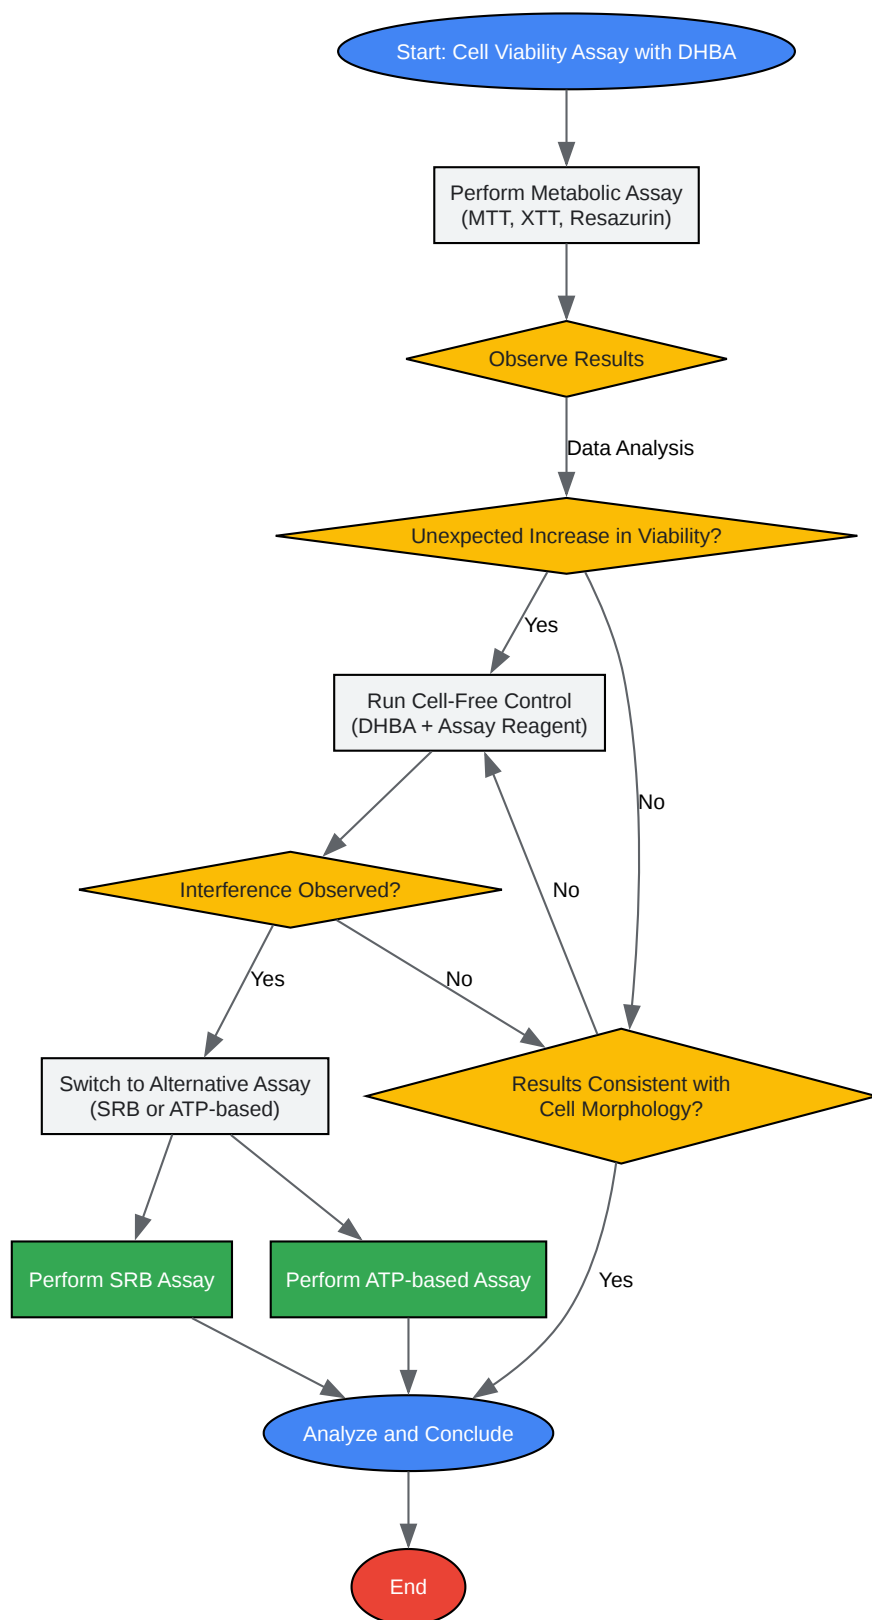 Start: Cell Viability Assay with DHBA
Perform Metabolic Assay
(MTT, XTT, Resazurin)
Observe Results
Data Analysis
Unexpected Increase in Viability?
Yes
Run Cell-Free Control
(DHBA + Assay Reagent)
No
Interference Observed?
No
Yes
No
Switch to Alternative Assay
(SRB or ATP-based)
Results Consistent with
Cell Morphology?
Perform SRB Assay
Perform ATP-based Assay
Yes
Analyze and Conclude
End